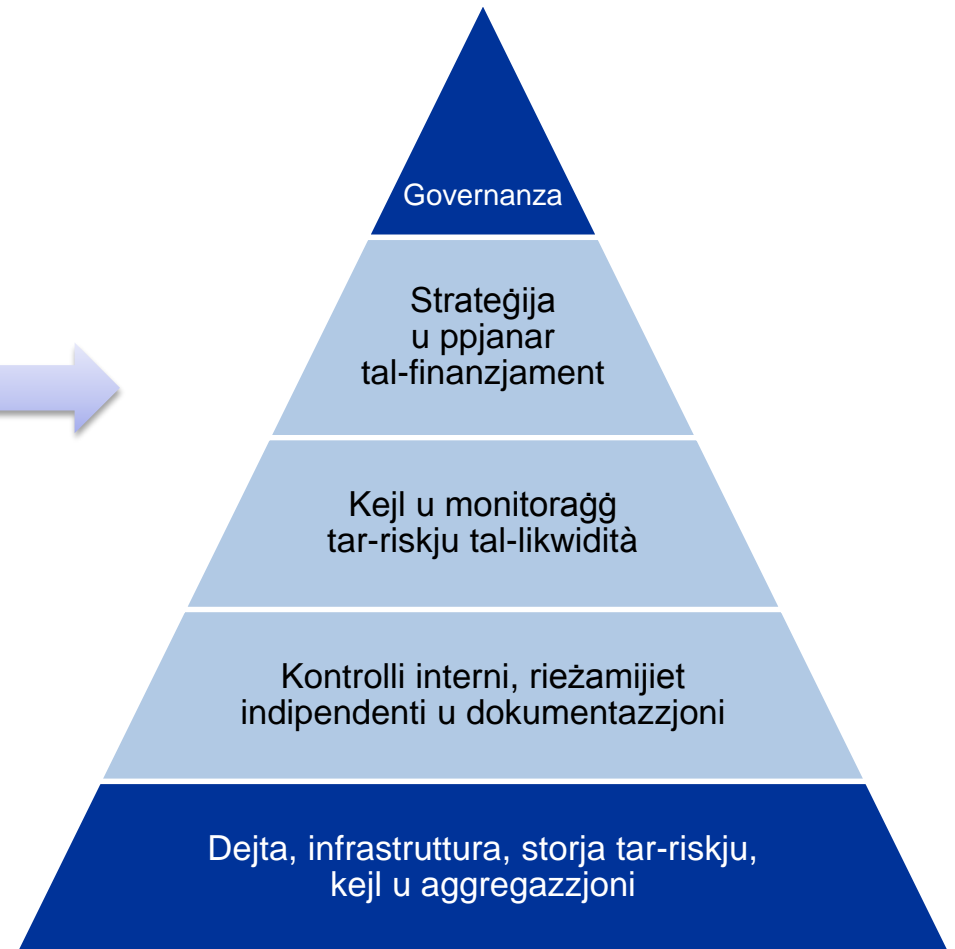 Governanza
Strateġija
u ppjanar
tal-finanzjament
Kejl u monitoraġġ
tar-riskju tal-likwidità
Kontrolli interni, rieżamijiet
indipendenti u dokumentazzjoni
Dejta, infrastruttura, storja tar-riskju,
kejl u aggregazzjoni